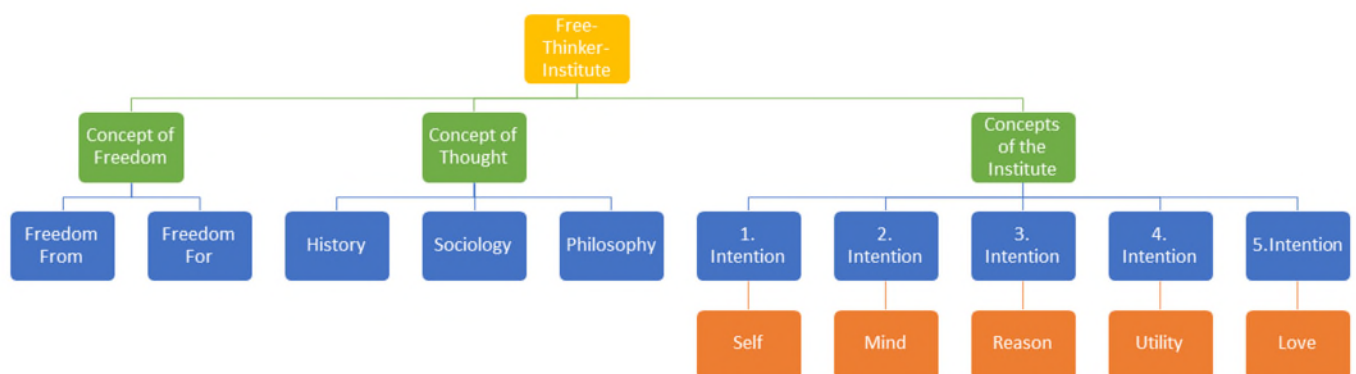 Free-
Thinker-
Institute
Concept of
Freedom
Concept of
Thought
Concepts
of the
Institute
Freedom
From
Freedom
For
History
Sociology
Philosophy
1.
Intention
2.
Intention
3.
Intention
4.
Intention
5.Intention
Self
Mind
Reason
Utility
Love